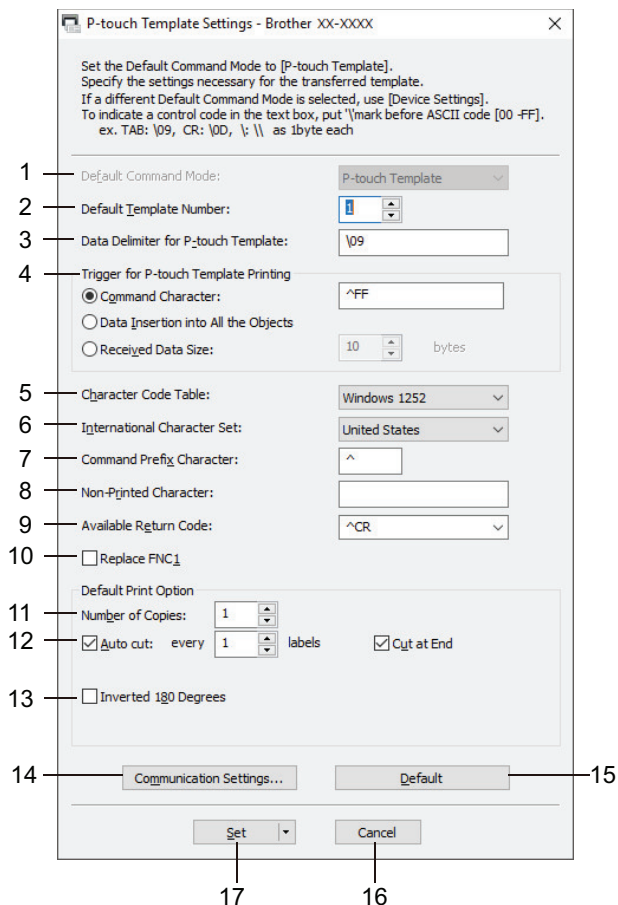 P-touch Template Settings - Brother XX-XXXX
Set the Default Command Mode to [P-touch Template].
Specify the settings necessary for the transferred template.
If a different Default Command Mode is selected, use [Device Settings].
To indicate a control code in the text box, put '\'mark before ASCII code [00 -FF].
ex. TAB: \09, CR: \0D, \: \\ as 1byte each
1 Default Command Mode: P-touch Template
2 Default Template Number: 1
3 Data Delimiter for P-touch Template: \09
4 Trigger for P-touch Template Printing
Command Character: ^FF
Data Insertion into All the Objects
Received Data Size: 10 bytes
5 Character Code Table: Windows 1252
6 International Character Set: United States
7 Command Prefix Character: ^
8 Non-Printed Character:
9 Available Return Code: ^CR
10 Replace FNC1
Default Print Option
11 Number of Copies: 1
12 Auto cut: every 1 labels Cut at End
13 Inverted 180 Degrees
14 Communication Settings... Default 15
Set Cancel
17 16